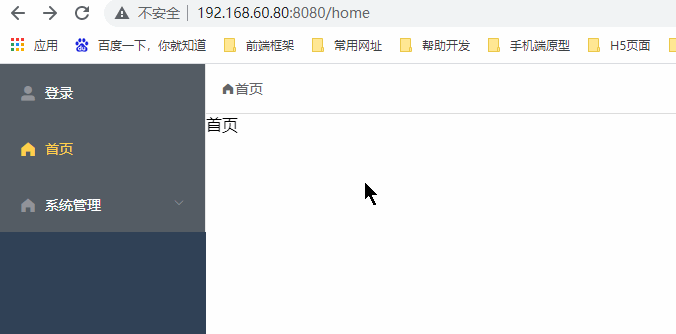 不安全 192.168.60.80:8080/home
应用 百度一下，你就知道 前端框架 常用网址 帮助开发 手机端原型 H5页面
登录
首页
首页
首页
系统管理